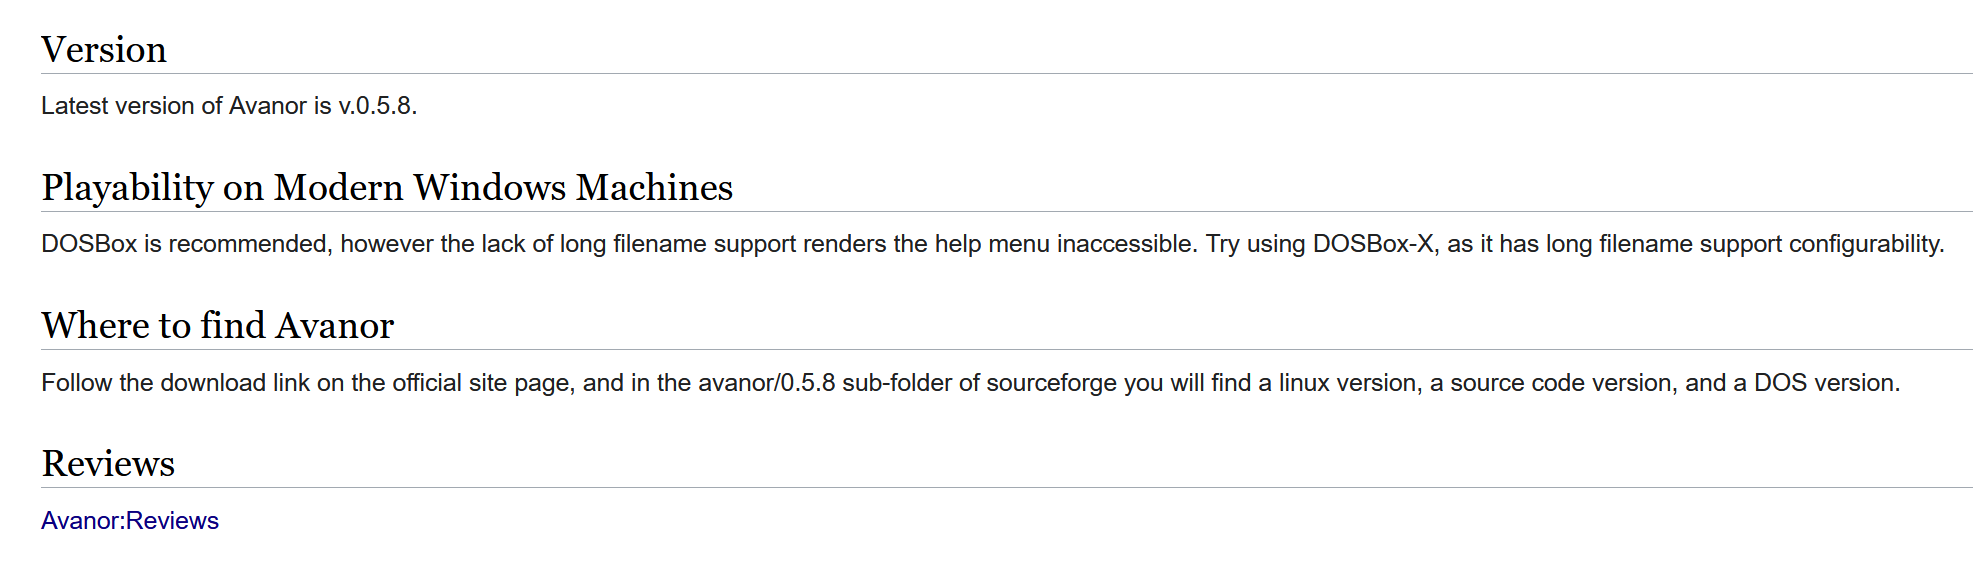 Version
Latest version of Avanor is v.0.5.8.
Playability on Modern Windows Machines
DOSBox is recommended, however the lack of long filename support renders the help menu inaccessible. Try using DOSBox-X, as it has long filename support configurability.
Where to find Avanor
Follow the download link on the official site page, and in the avanor/0.5.8 sub-folder of sourceforge you will find a linux version, a source code version, and a DOS version.
Reviews
Avanor:Reviews